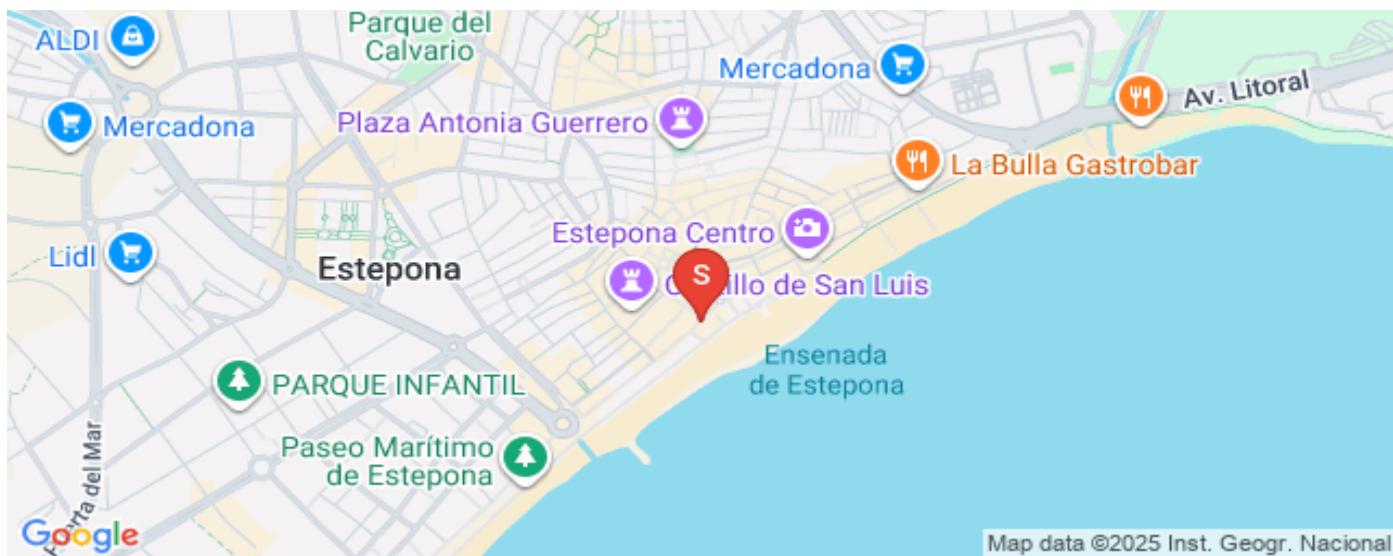 ALDI
Parque del
Calvario
Mercadona
Av. Litoral
Mercadona
Plaza Antonia Guerrero
La Bulla Gastrobar
Estepona Centro
Lidl
Estepona
S
San Luis
Ensenada
de Estepona
PARQUE INFANTIL
Paseo Marítimo
de Estepona
del Mar
Google
Map data ©2025 Inst. Geogr. Nacional